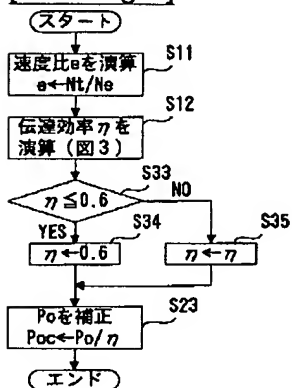 スタート
S11
速度比eを演算
e←Nt/Ne
S12
伝達効率ηを
演算(図3)
S33
η≦0.6
NO
YES
S34
S35
η←0.6
η←η
S23
Poを補正
Poc←Po/η
エンド